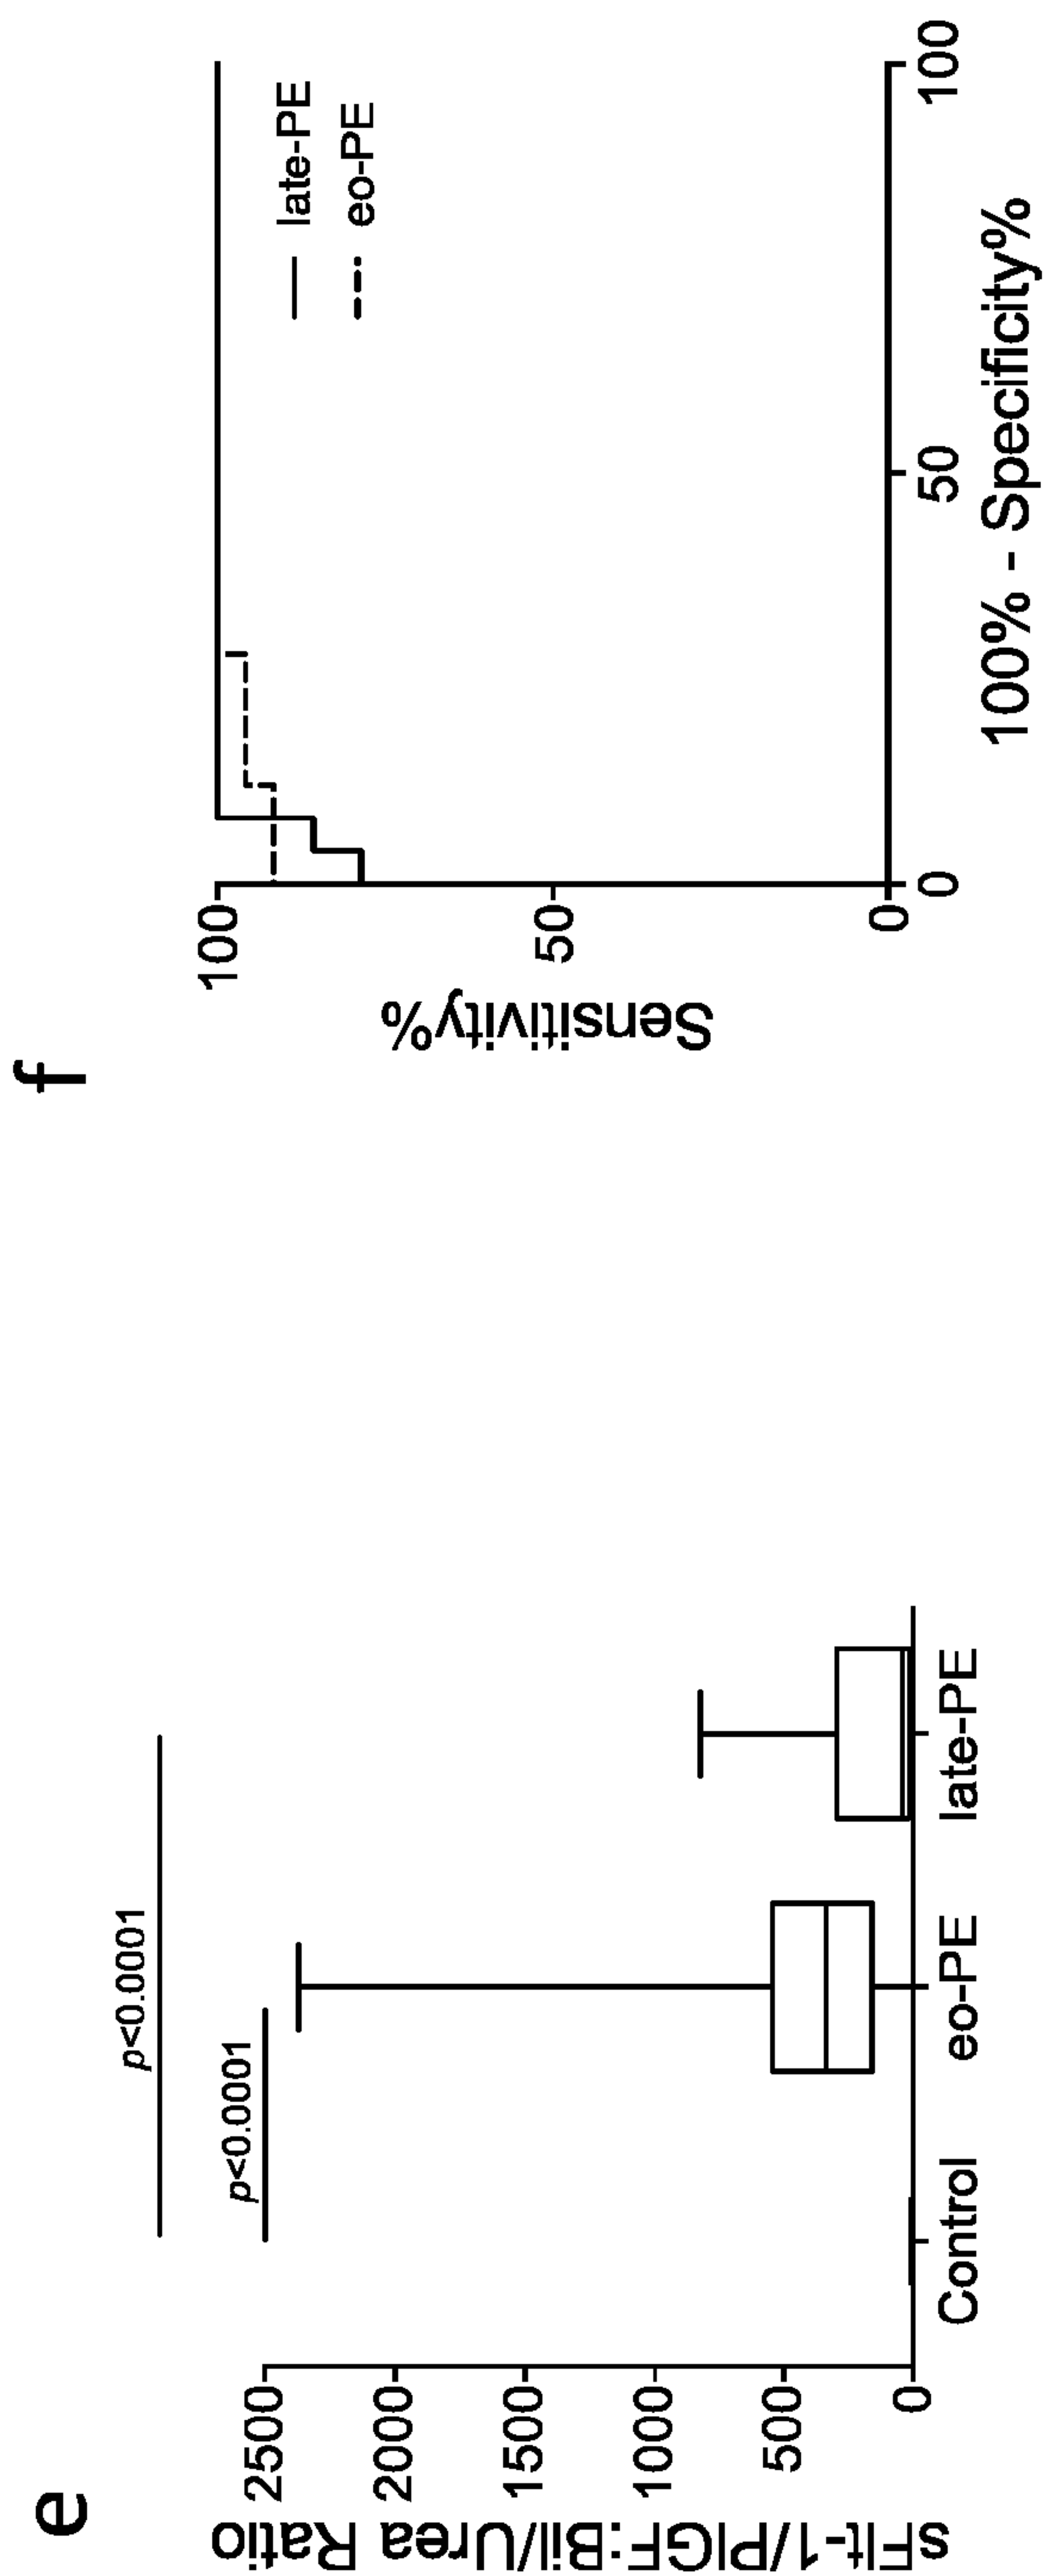 e
sFlt-1/PlGF:Bil/Urea Ratio
2500
2000
1500
1000
500
0
p<0.0001
p<0.0001
Control
eo-PE
late-PE
f
Sensitivity%
100
50
0
late-PE
eo-PE
0
50
100
100% - Specificity%